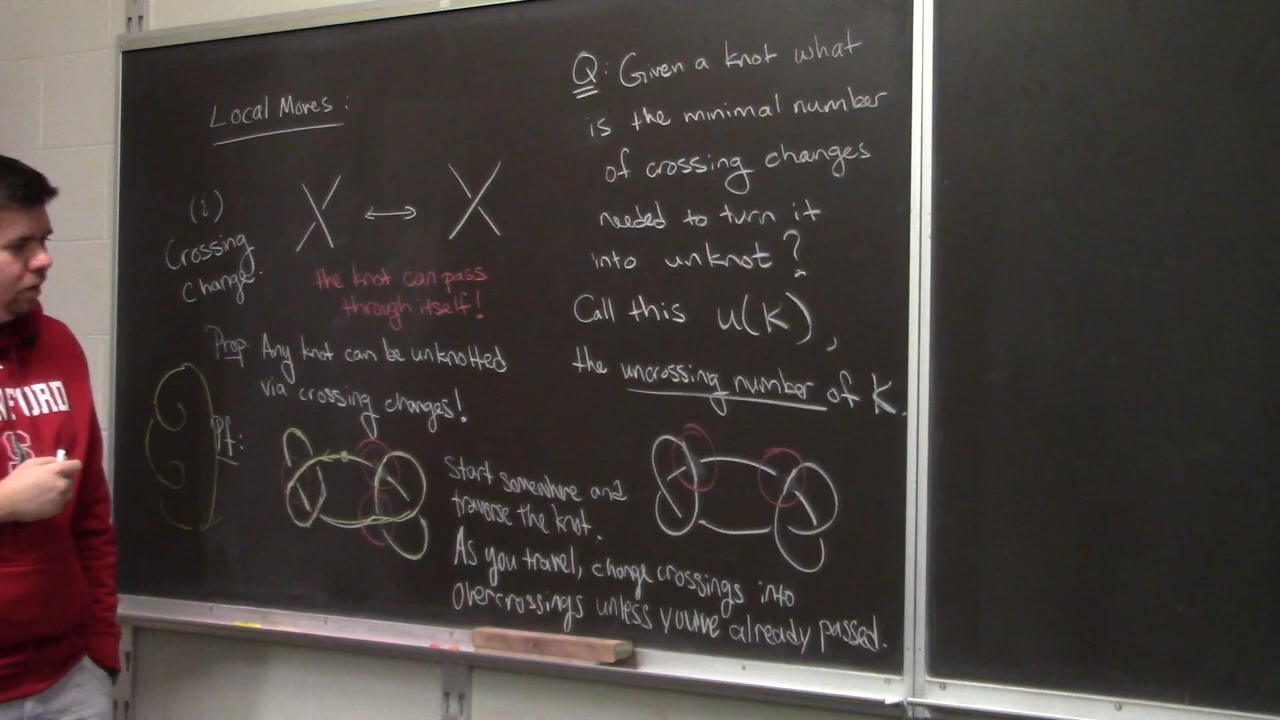 Local Moves:
(i)
Crossing
change.
the knot can pass
through itself!
Prop: Any knot can be unknotted
via crossing changes!
Pf:
Start somewhere and
traverse the knot.
As you travel, change crossings into
overcrossings unless you've already passed.
Q: Given a knot what
is the minimal number
of crossing changes
needed to turn it
into unknot?
Call this u(K),
the uncrossing number of K.
S